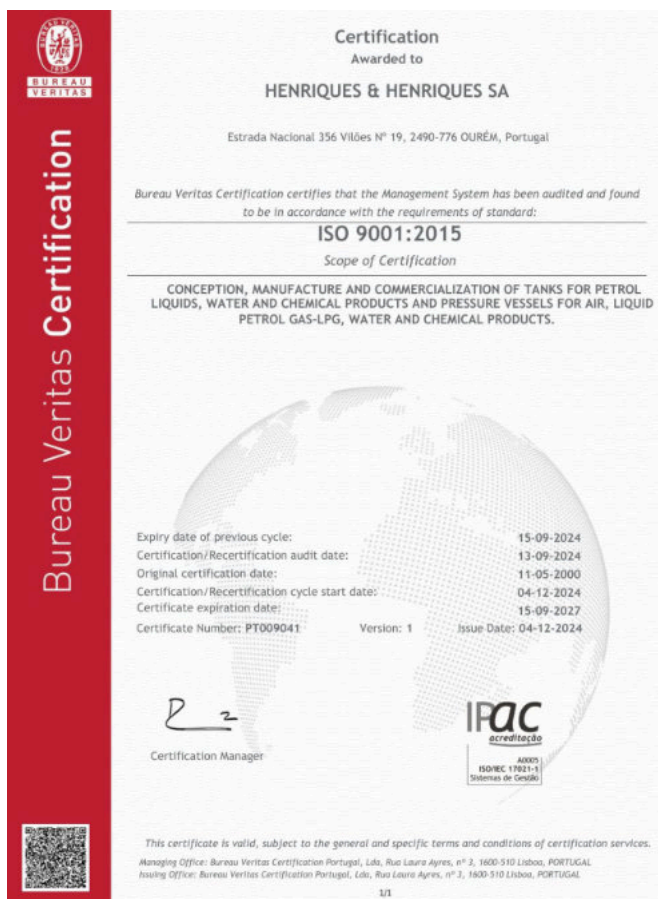 BUREAU VERITAS
1828
BUREAU
VERITAS
Bureau Veritas Certification
Certification
Awarded to
HENRIQUES & HENRIQUES SA
Estrada Nacional 356 Vilões Nº 19, 2490-776 OURÉM, Portugal
Bureau Veritas Certification certifies that the Management System has been audited and found
to be in accordance with the requirements of standard:
ISO 9001:2015
Scope of Certification
CONCEPTION, MANUFACTURE AND COMMERCIALIZATION OF TANKS FOR PETROL
LIQUIDS, WATER AND CHEMICAL PRODUCTS AND PRESSURE VESSELS FOR AIR, LIQUID
PETROL GAS-LPG, WATER AND CHEMICAL PRODUCTS.
Expiry date of previous cycle: 15-09-2024
Certification/Recertification audit date: 13-09-2024
Original certification date: 11-05-2000
Certification/Recertification cycle start date: 04-12-2024
Certificate expiration date: 15-09-2027
Certificate Number: PT009041 Version: 1 Issue Date: 04-12-2024
Certification Manager
IPAC
acreditação
A0005
ISO/IEC 17021-1
Sistemas de Gestão
This certificate is valid, subject to the general and specific terms and conditions of certification services.
Managing Office: Bureau Veritas Certification Portugal, Lda, Rua Laura Ayres, nº 3, 1600-510 Lisboa, PORTUGAL
Issuing Office: Bureau Veritas Certification Portugal, Lda, Rua Laura Ayres, nº 3, 1600-510 Lisboa, PORTUGAL
1/1